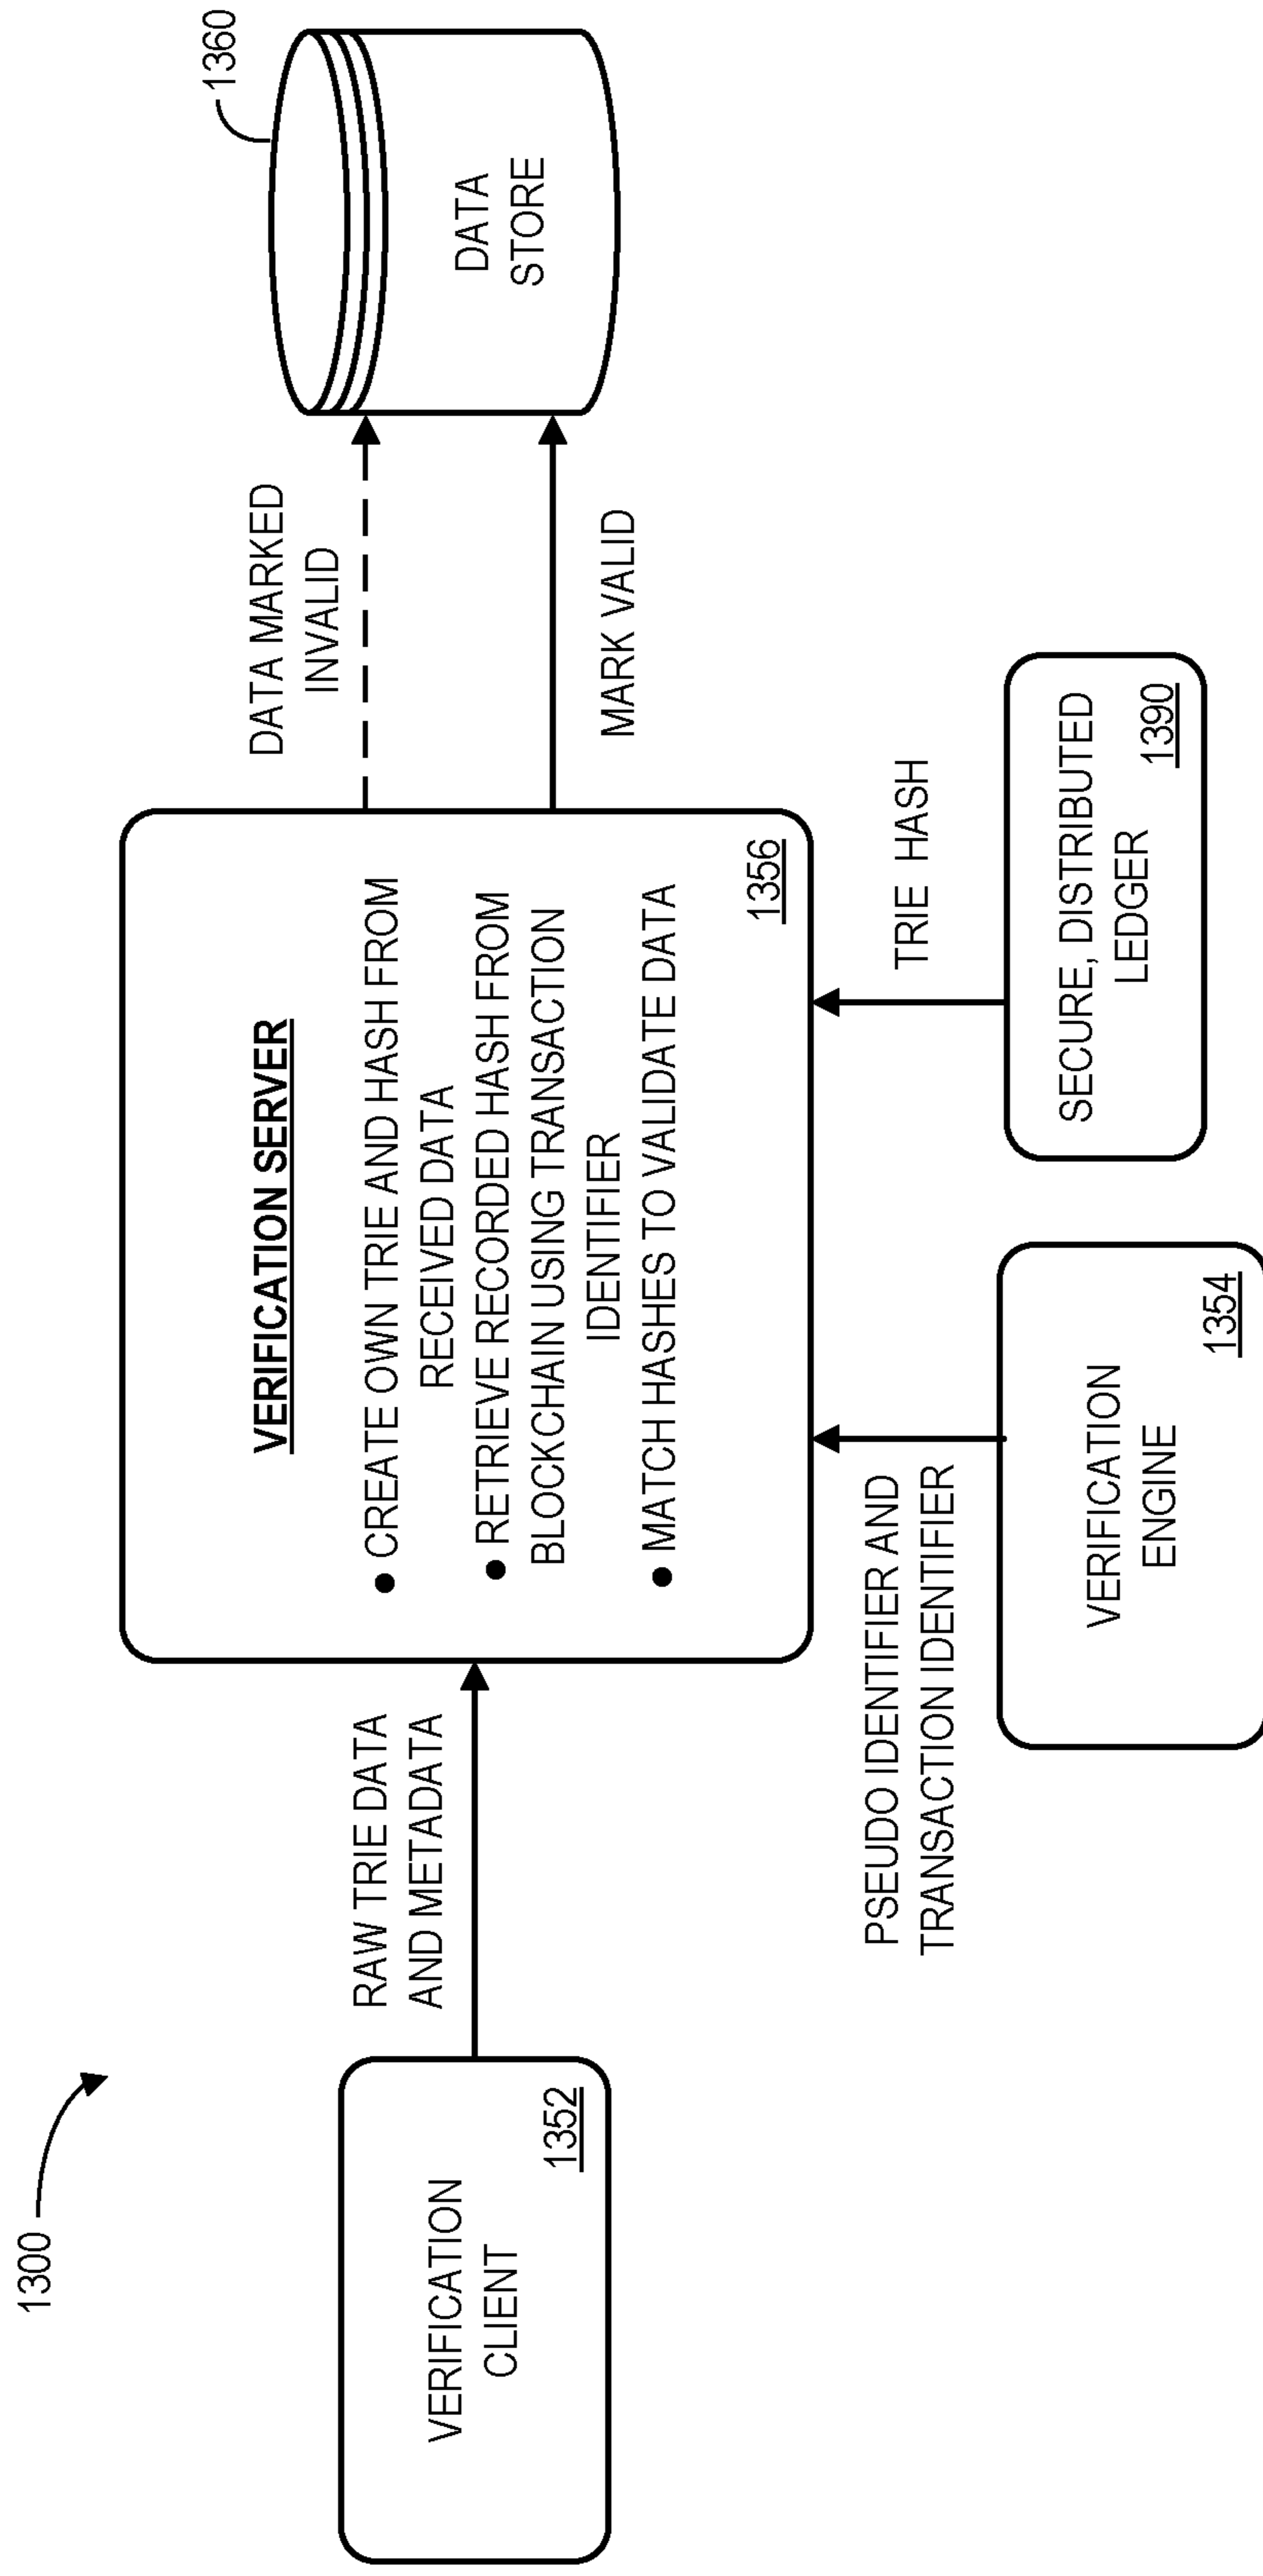 1300
VERIFICATION
CLIENT
1352
RAW TRIE DATA
AND METADATA
VERIFICATION SERVER
● CREATE OWN TRIE AND HASH FROM
RECEIVED DATA
● RETRIEVE RECORDED HASH FROM
BLOCKCHAIN USING TRANSACTION
IDENTIFIER
● MATCH HASHES TO VALIDATE DATA
1356
DATA MARKED
INVALID
MARK VALID
1360
DATA
STORE
PSEUDO IDENTIFIER AND
TRANSACTION IDENTIFIER
TRIE HASH
VERIFICATION
ENGINE
1354
SECURE, DISTRIBUTED
LEDGER
1390